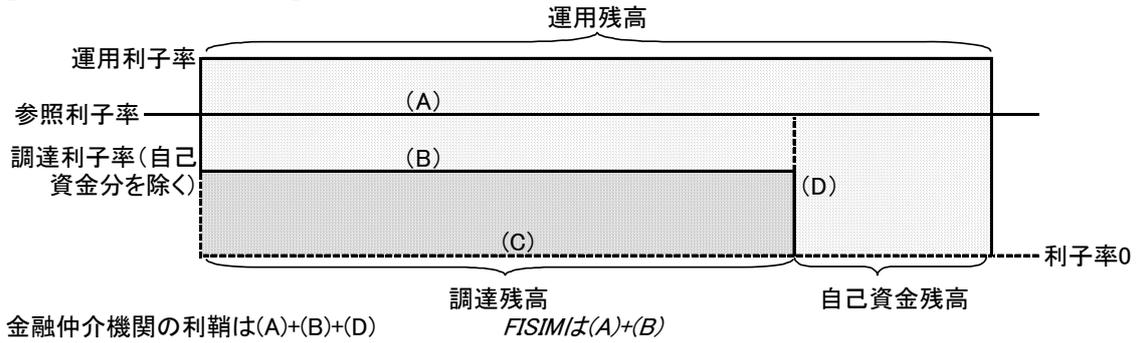 運用残高
運用利子率
(A)
参照利子率
調達利子率(自己
資金分を除く)
(B)
(D)
(C)
利子率0
調達残高
自己資金残高
金融仲介機関の利鞘は(A)+(B)+(D)
FISIMは(A)+(B)